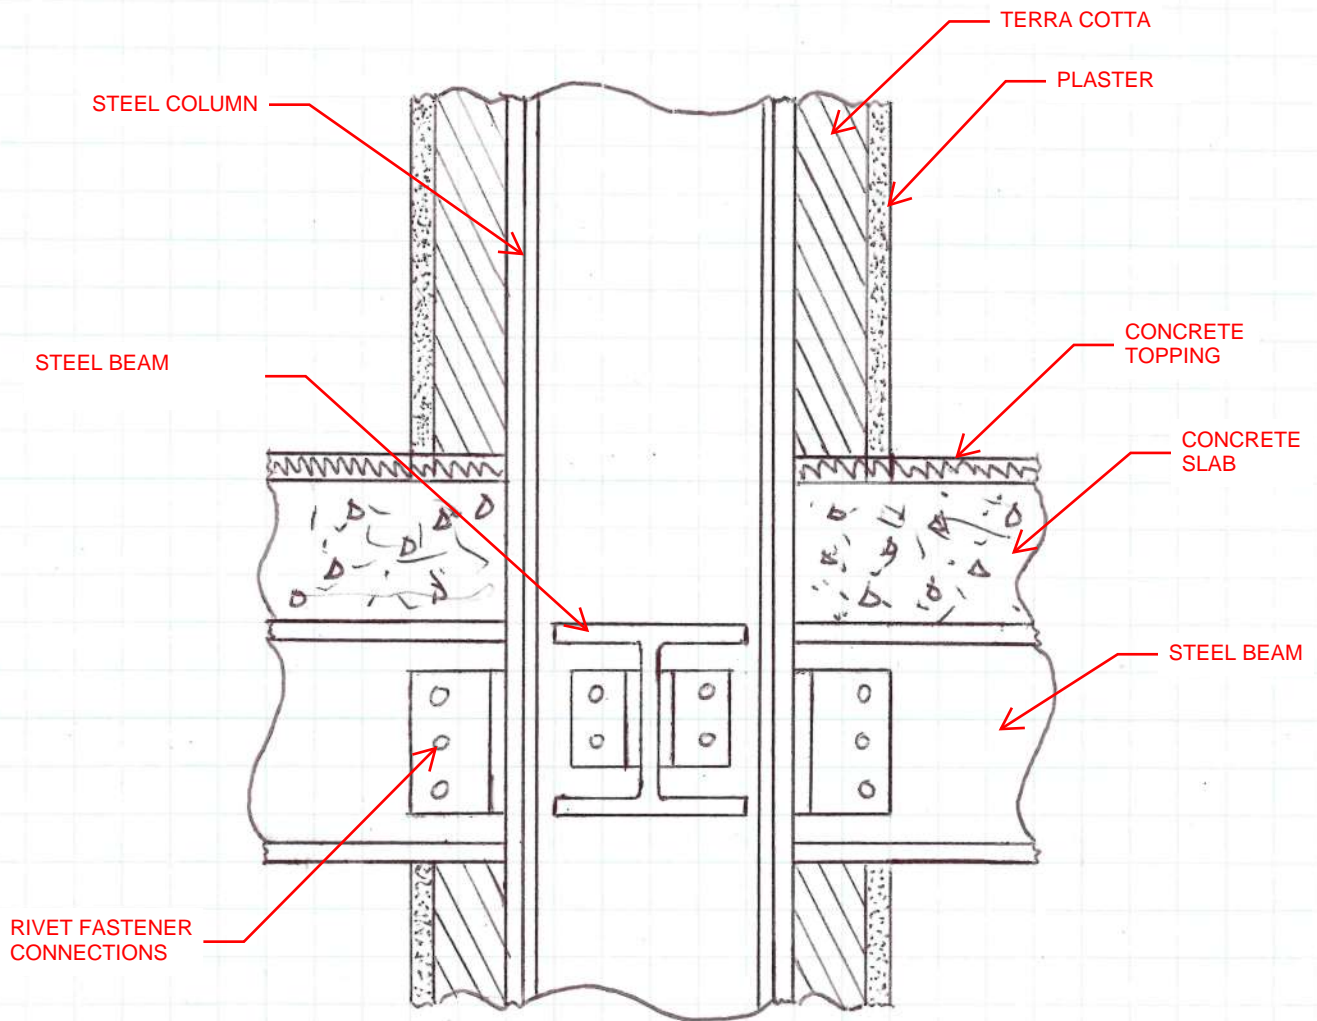 TERRA COTTA
PLASTER
STEEL COLUMN
CONCRETE
TOPPING
STEEL BEAM
CONCRETE
SLAB
STEEL BEAM
RIVET FASTENER
CONNECTIONS